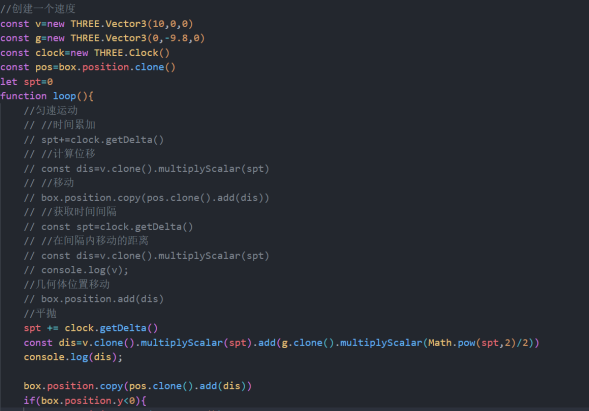 //创建一个速度
const v=new THREE.Vector3(10,0,0)
const g=new THREE.Vector3(0,-9.8,0)
const clock=new THREE.Clock()
const pos=box.position.clone()
let spt=0
function loop(){
//匀速运动
// //时间累加
// spt+=clock.getDelta()
// //计算位移
// const dis=v.clone().multiplyScalar(spt)
// //移动
// box.position.copy(pos.clone().add(dis))
// //获取时间间隔
// const spt=clock.getDelta()
// //在间隔内移动的距离
// const dis=v.clone().multiplyScalar(spt)
// console.log(v);
//几何体位置移动
// box.position.add(dis)
//平抛
spt += clock.getDelta()
const dis=v.clone().multiplyScalar(spt).add(g.clone().multiplyScalar(Math.pow(spt,2)/2))
console.log(dis);
box.position.copy(pos.clone().add(dis))
if(box.position.y<0){